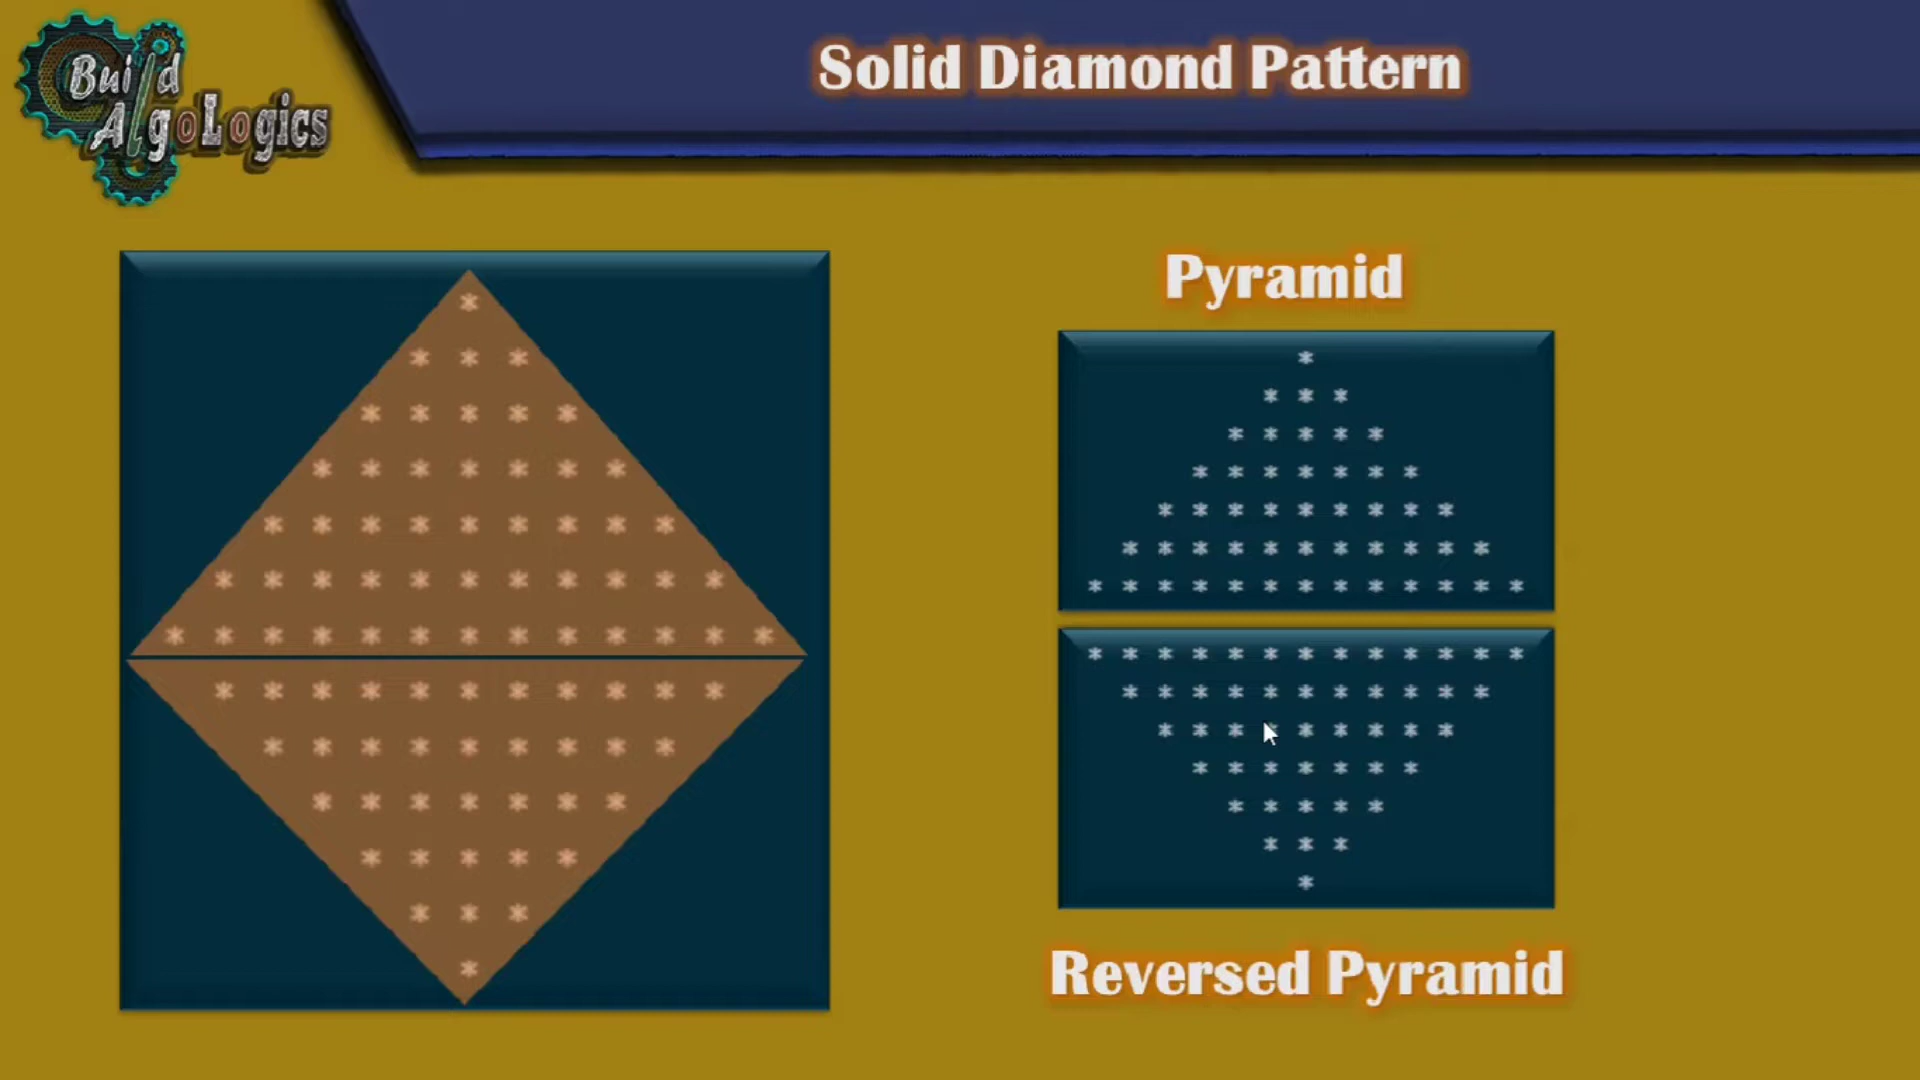 Build
AlgoLogics
Solid Diamond Pattern
*
* * *
* * * * *
* * * * * * *
* * * * * * * * *
* * * * * * * * * * *
* * * * * * * * * * * * *
* * * * * * * * * * *
* * * * * * * * *
* * * * * * *
* * * * *
* * *
*
Pyramid
*
* * *
* * * * *
* * * * * * *
* * * * * * * * *
* * * * * * * * * * *
* * * * * * * * * * * * *
* * * * * * * * * * * * *
* * * * * * * * * * *
* * * * * * * * *
* * * * * * *
* * * * *
* * *
*
Reversed Pyramid